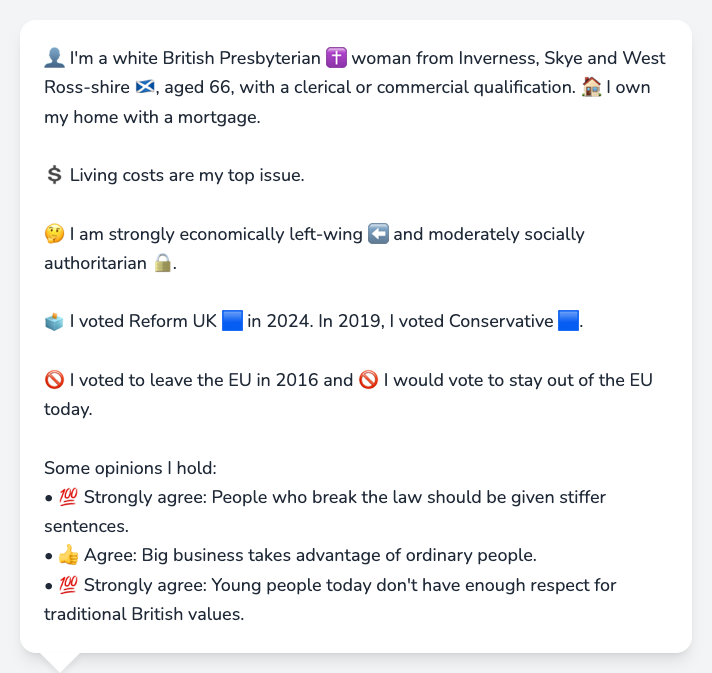 👤 I'm a white British Presbyterian ✝️ woman from Inverness, Skye and West
Ross-shire 🏴󠁧󠁢󠁳󠁣󠁴󠁿, aged 66, with a clerical or commercial qualification. 🏠 I own
my home with a mortgage.
💲 Living costs are my top issue.
🤔 I am strongly economically left-wing ⬅️ and moderately socially
authoritarian 🔒.
🗳️ I voted Reform UK 🟦 in 2024. In 2019, I voted Conservative 🟦.
🚫 I voted to leave the EU in 2016 and 🚫 I would vote to stay out of the EU
today.
Some opinions I hold:
• 💯 Strongly agree: People who break the law should be given stiffer
sentences.
• 👍 Agree: Big business takes advantage of ordinary people.
• 💯 Strongly agree: Young people today don't have enough respect for
traditional British values.